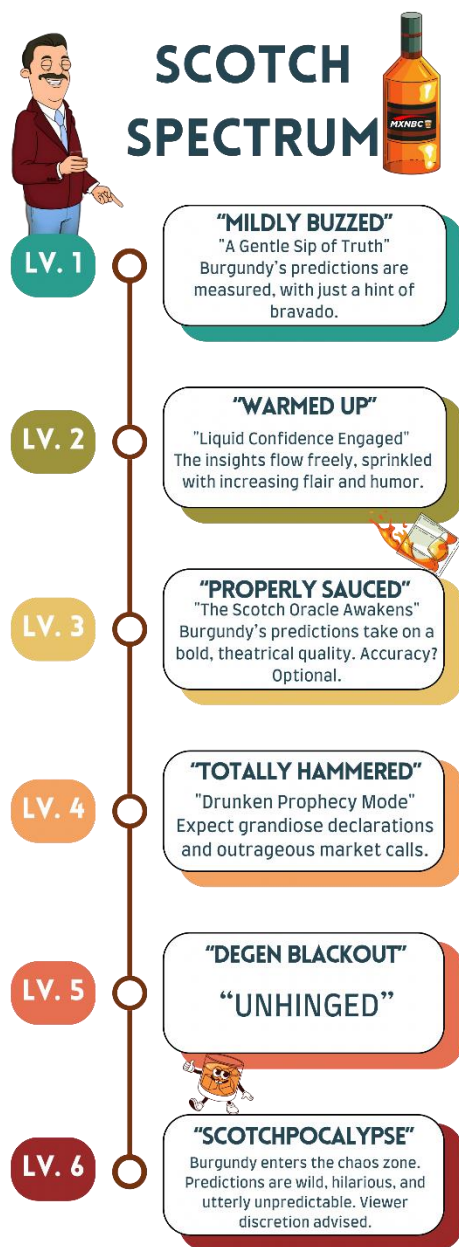 SCOTCH
SPECTRUM
MXNBC
LV. 1
"MILDLY BUZZED"
"A Gentle Sip of Truth"
Burgundy's predictions are
measured, with just a hint of
bravado.
LV. 2
"WARMED UP"
"Liquid Confidence Engaged"
The insights flow freely, sprinkled
with increasing flair and humor.
LV. 3
"PROPERLY SAUCED"
"The Scotch Oracle Awakens"
Burgundy's predictions take on a
bold, theatrical quality. Accuracy?
Optional.
LV. 4
"TOTALLY HAMMERED"
"Drunken Prophecy Mode"
Expect grandiose declarations
and outrageous market calls.
LV. 5
"DEGEN BLACKOUT"
"UNHINGED"
LV. 6
"SCOTCHPOCALYPSE"
Burgundy enters the chaos zone.
Predictions are wild, hilarious, and
utterly unpredictable. Viewer
discretion advised.